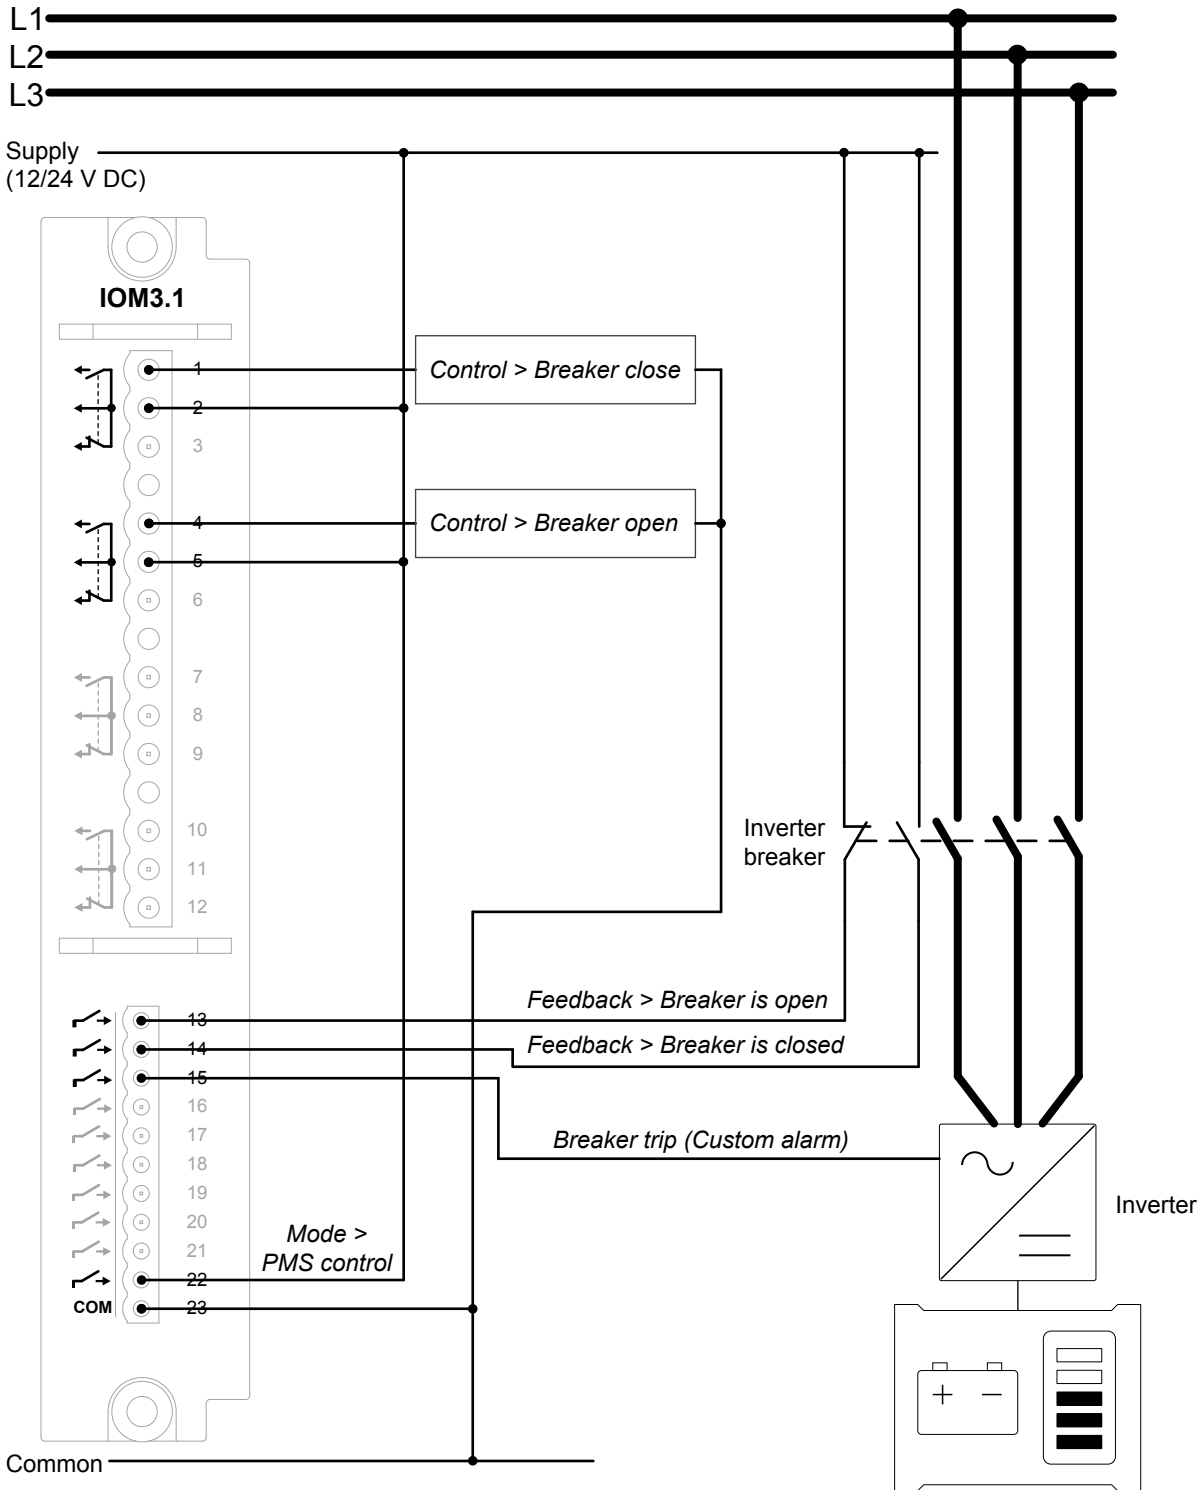 L1
L2
L3
Supply
(12/24 V DC)
IOM3.1
1
Control > Breaker close
2
3
4
Control > Breaker open
5
6
7
8
9
10
11
12
Inverter
breaker
Feedback > Breaker is open
13
Feedback > Breaker is closed
14
15
16
17
Breaker trip (Custom alarm)
18
19
Inverter
20
21
Mode >
PMS control
22
COM
23
+ −
Common